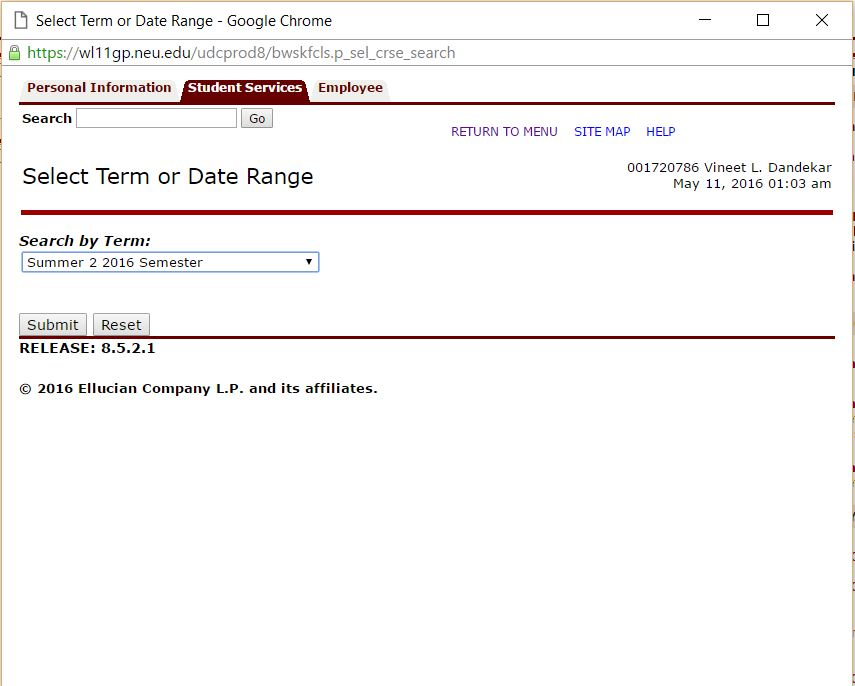 Select Term or Date Range - Google Chrome
https://wl11gp.neu.edu/udcprod8/bwskfcls.p_sel_crse_search
Personal Information Student Services Employee
Search Go
RETURN TO MENU SITE MAP HELP
Select Term or Date Range
001720786 Vineet L. Dandekar
May 11, 2016 01:03 am
Search by Term:
Summer 2 2016 Semester
Submit Reset
RELEASE: 8.5.2.1
© 2016 Ellucian Company L.P. and its affiliates.